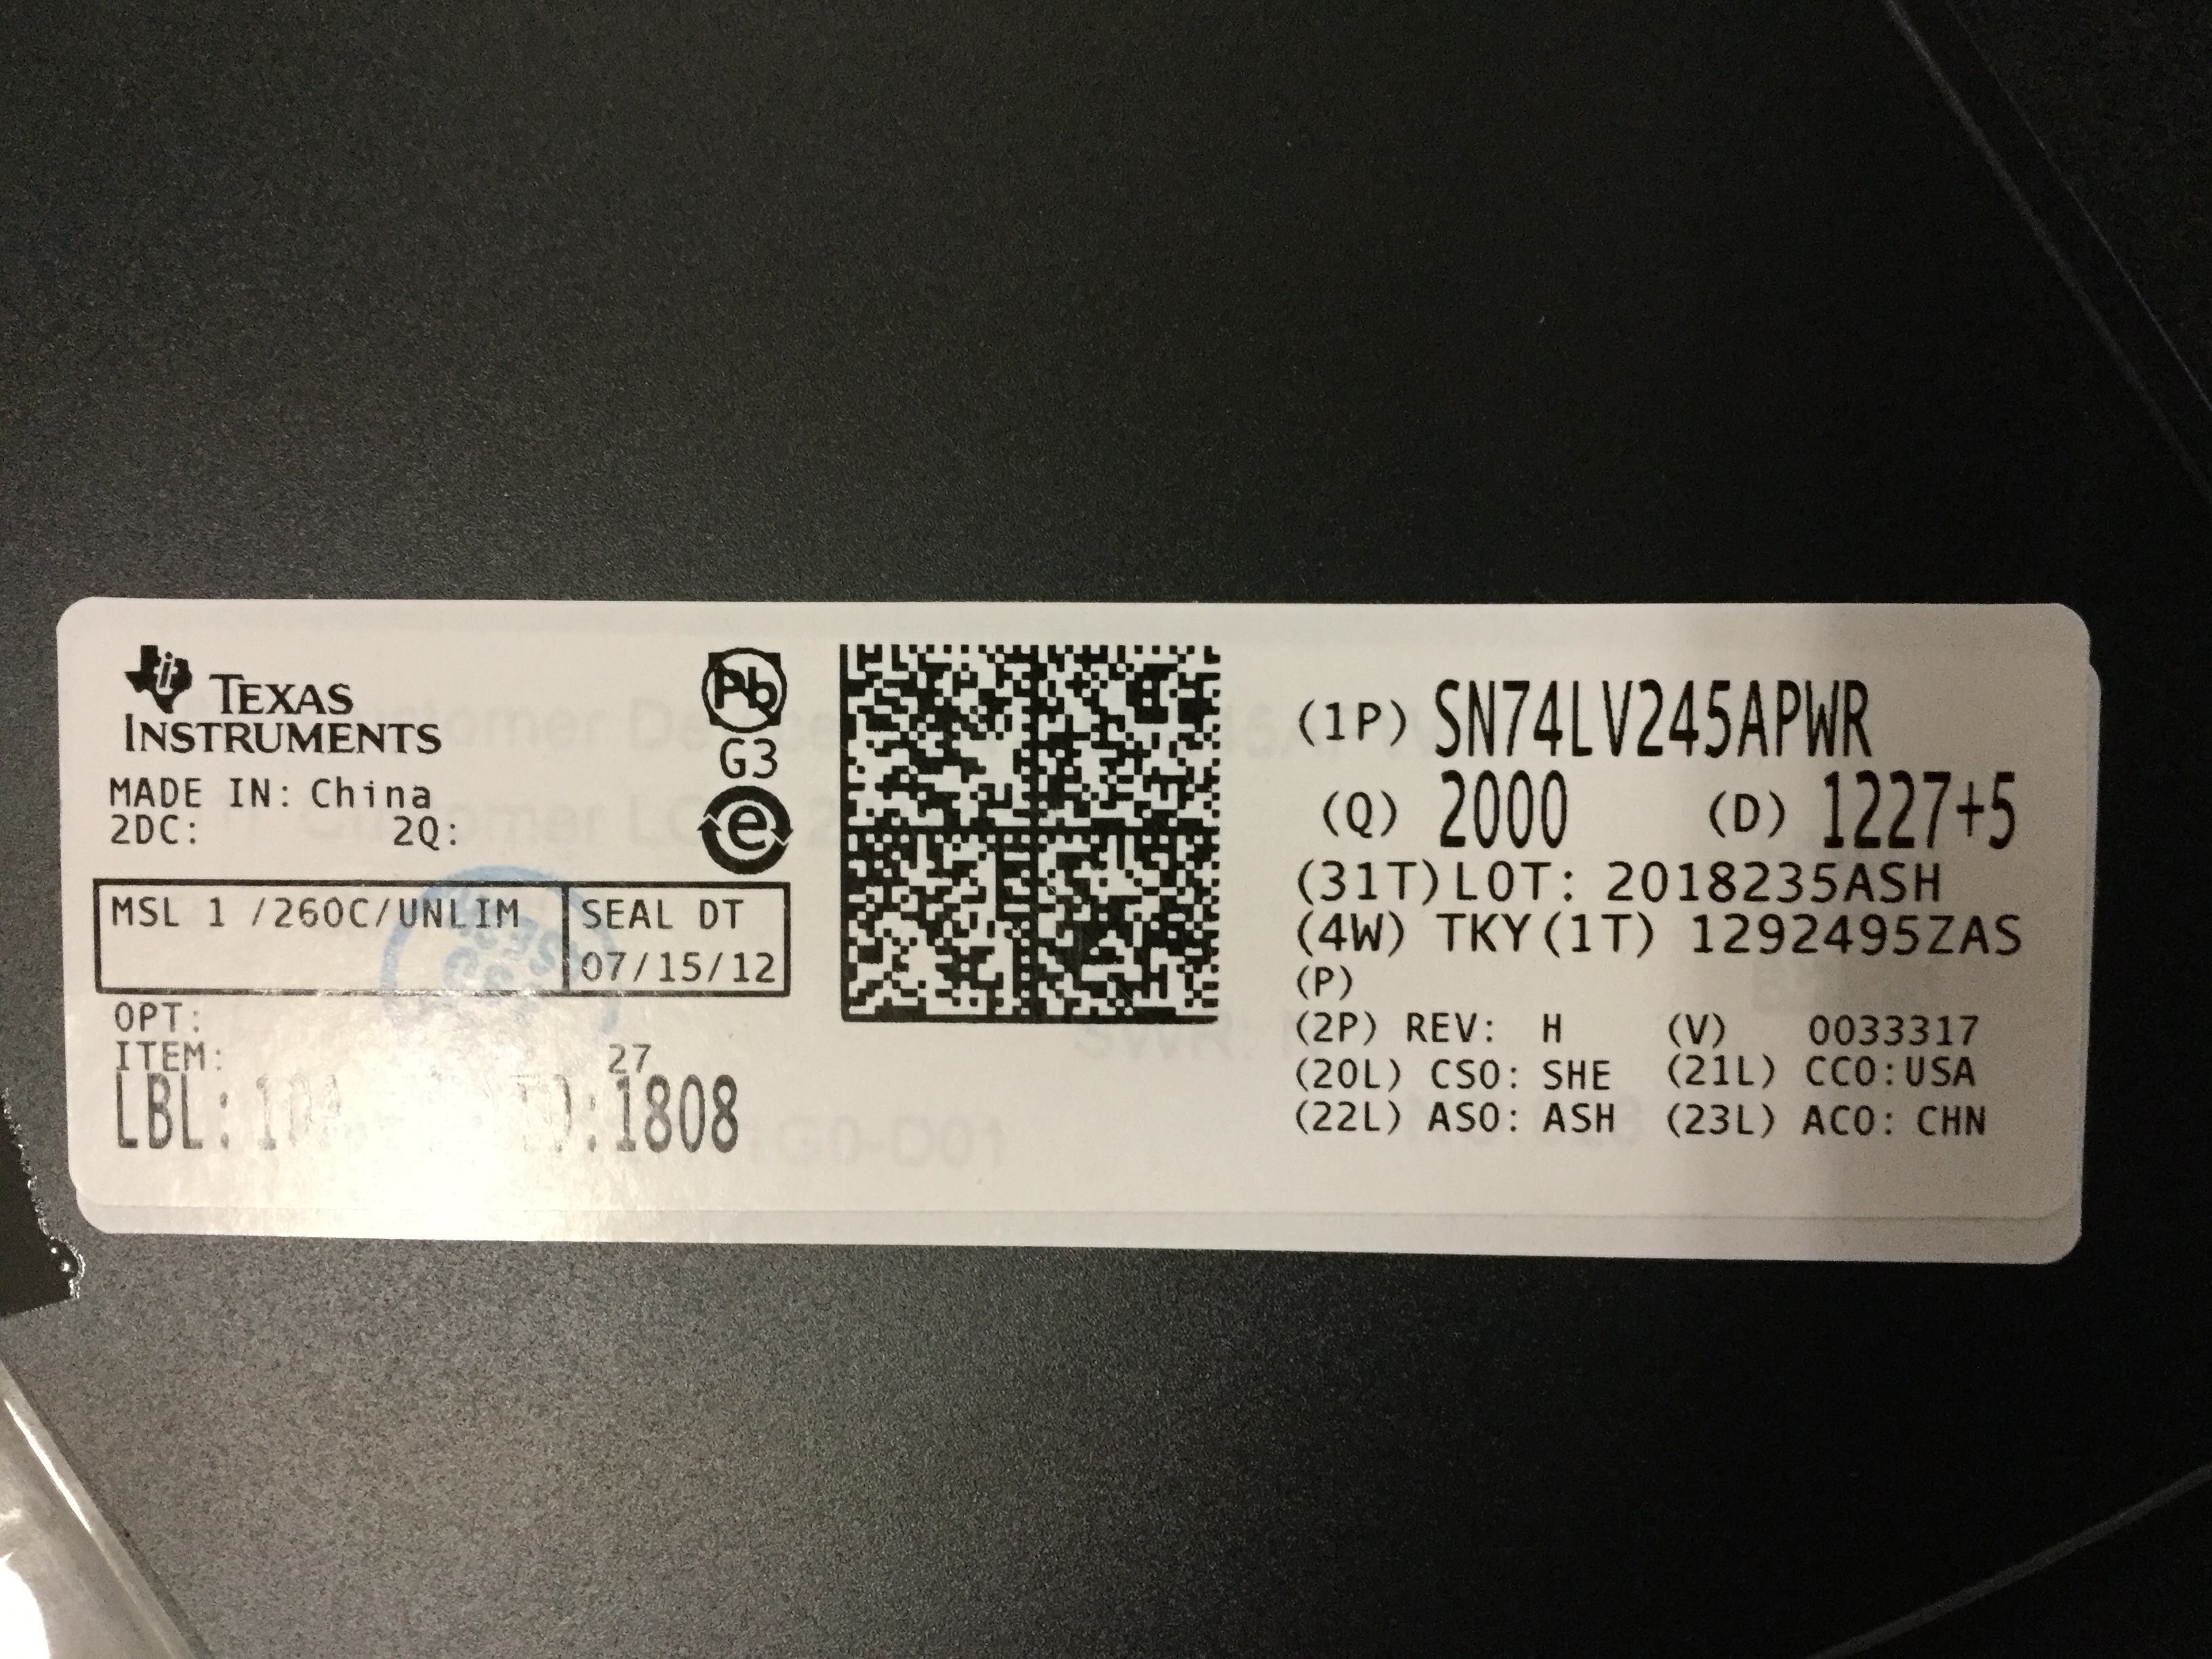 TEXAS
INSTRUMENTS
MADE IN: China
2DC: 2Q:
MSL 1 /260C/UNLIM
SEAL DT
07/15/12
OPT:
ITEM:
27
LBL: :1808
Pb
G3
e
(1P) SN74LV245APWR
(Q) 2000 (D) 1227+5
(31T)LOT: 2018235ASH
(4W) TKY(1T) 1292495ZAS
(P)
(2P) REV: H (V) 0033317
(20L) CSO: SHE (21L) CCO:USA
(22L) ASO: ASH (23L) ACO: CHN